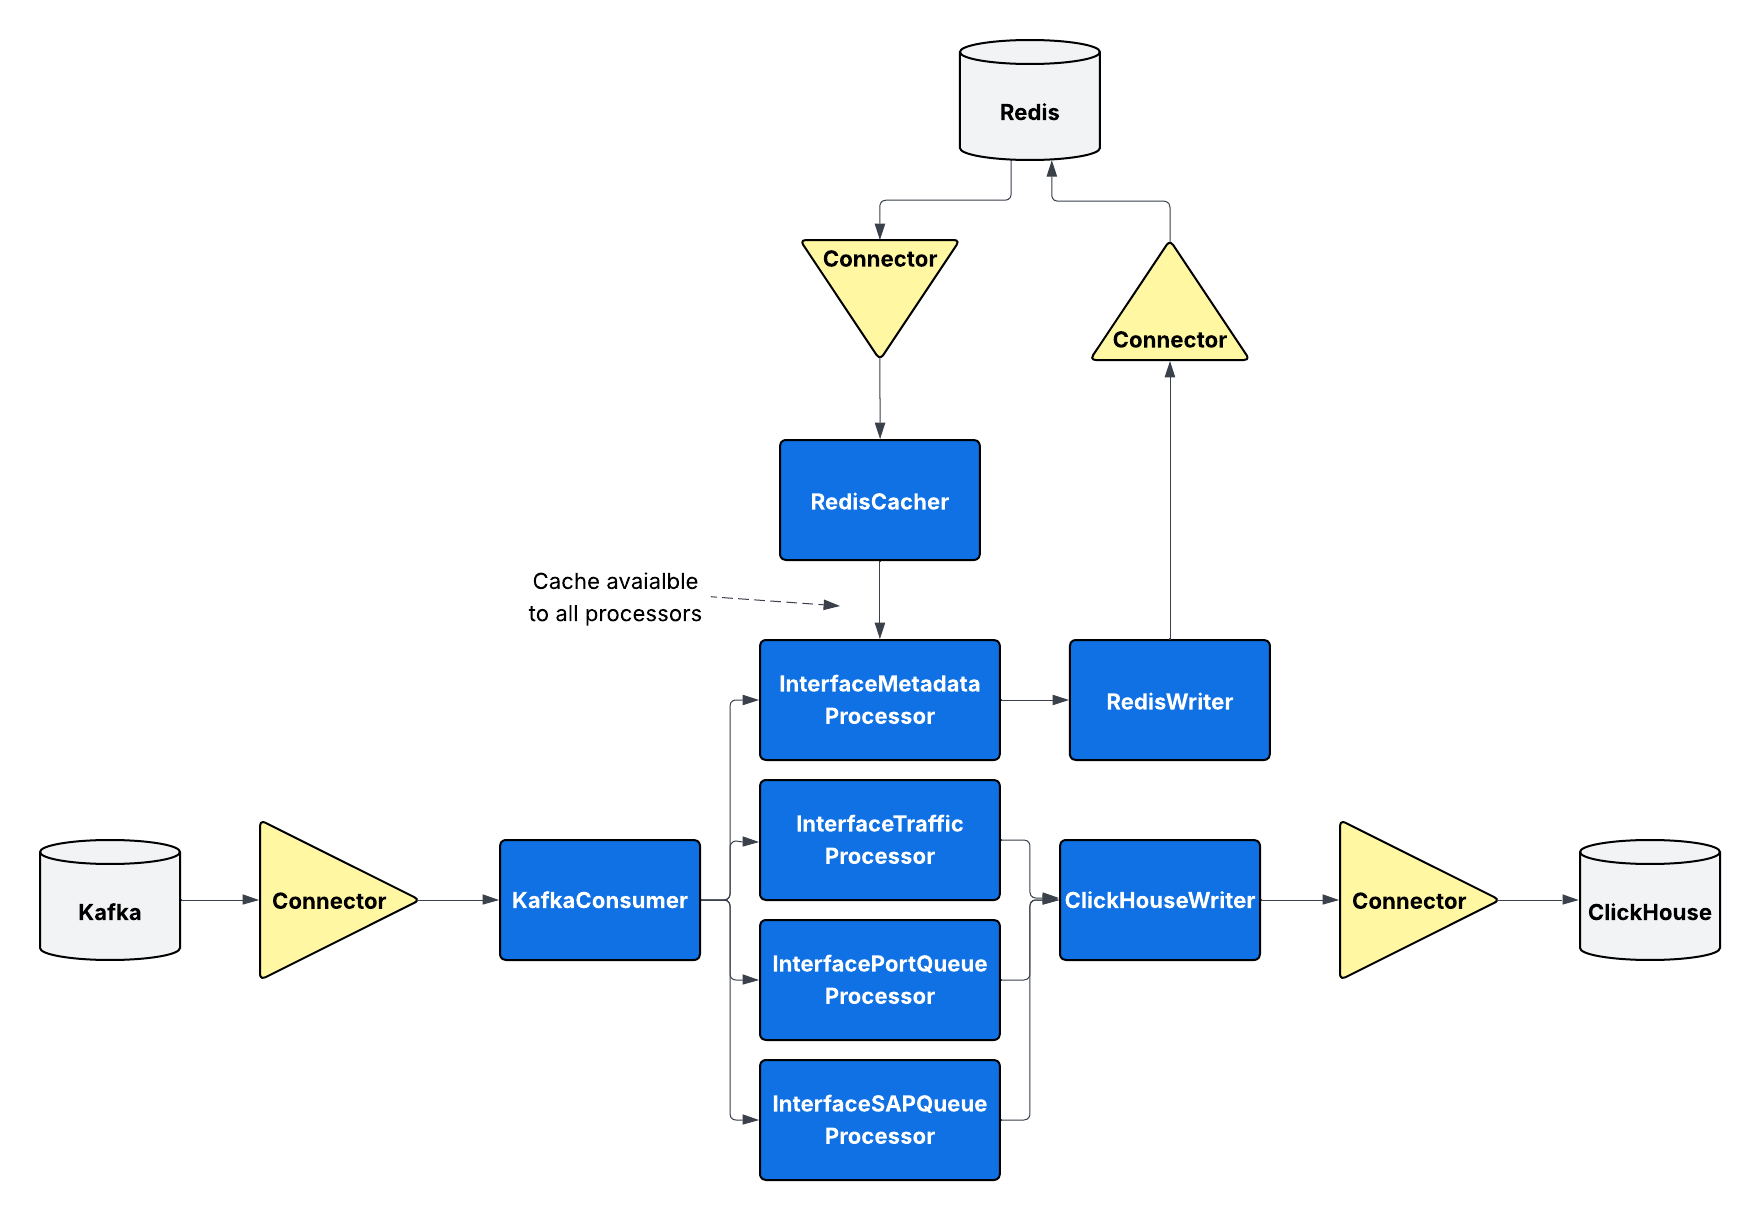 Redis
Connector
Connector
RedisCacher
Cache avaialble
to all processors
InterfaceMetadata
Processor
RedisWriter
InterfaceTraffic
Processor
Kafka
Connector
KafkaConsumer
ClickHouseWriter
Connector
ClickHouse
InterfacePortQueue
Processor
InterfaceSAPQueue
Processor